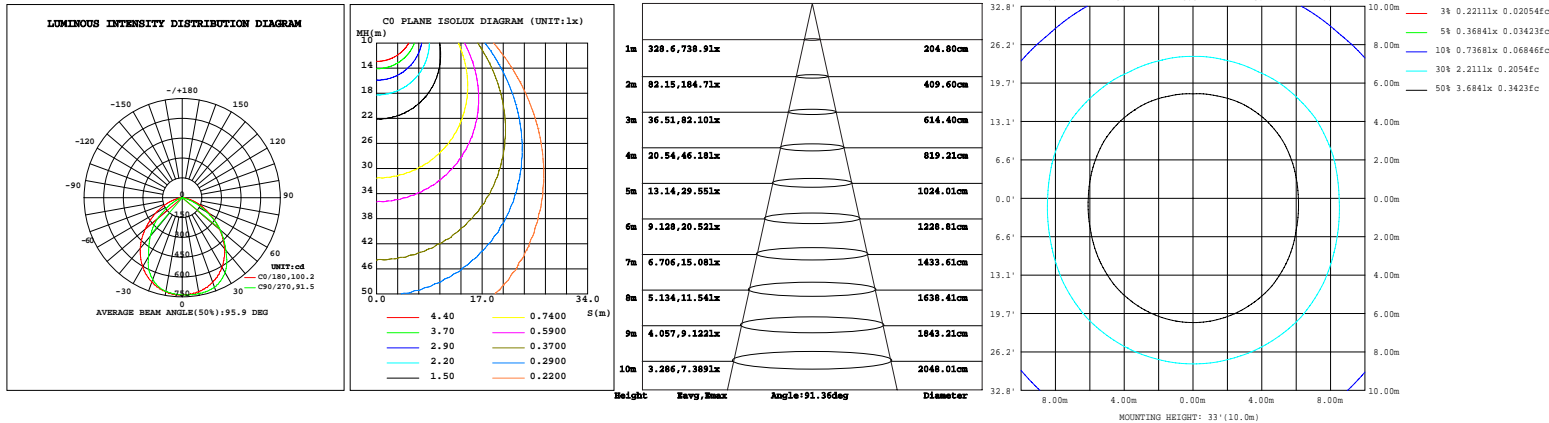 LUMINOUS INTENSITY DISTRIBUTION DIAGRAM
-/+180
-150
150
-120
120
-90
90
-60
60
-30
30
0
0
150
300
450
600
750
UNIT:cd
C0/180,100.2
C90/270,91.5
AVERAGE BEAM ANGLE(50%):95.9 DEG
C0 PLANE ISOLUX DIAGRAM (UNIT:lx)
MH(m)
10
14
18
22
26
30
34
38
42
46
50
0.0
17.0
34.0
S(m)
4.40
0.7400
3.70
0.5900
2.90
0.3700
2.20
0.2900
1.50
0.2200
1m 328.6,738.9lx 204.80cm
2m 82.15,184.7lx 409.60cm
3m 36.51,82.10lx 614.40cm
4m 20.54,46.18lx 819.21cm
5m 13.14,29.55lx 1024.01cm
6m 9.128,20.52lx 1228.81cm
7m 6.706,15.08lx 1433.61cm
8m 5.134,11.54lx 1638.41cm
9m 4.057,9.122lx 1843.21cm
10m 3.286,7.389lx 2048.01cm
Height Eavg,Emax Angle:91.36deg Diameter
32.8' 10.00m
26.2' 8.00m
19.7' 6.00m
13.1' 4.00m
6.6' 2.00m
0.0' 0.00m
6.6' 2.00m
13.1' 4.00m
19.7' 6.00m
26.2' 8.00m
32.8' 10.00m
8.00m 4.00m 0.00m 4.00m 8.00m
MOUNTING HEIGHT: 33'(10.0m)
3% 0.2211lx 0.02054fc
5% 0.3684lx 0.03423fc
10% 0.7368lx 0.06846fc
30% 2.211lx 0.2054fc
50% 3.684lx 0.3423fc